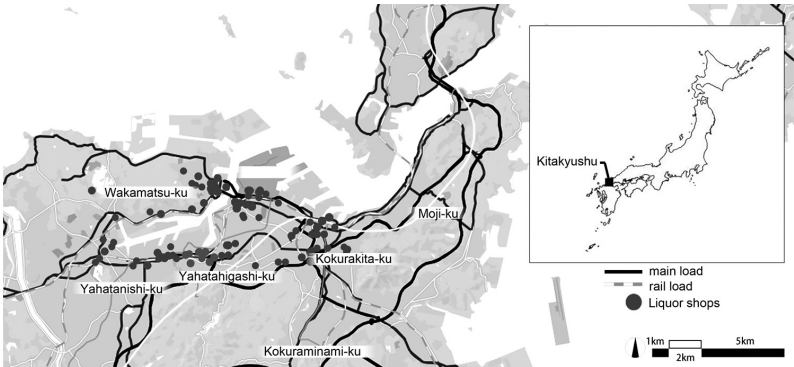 Kitakyushu
Wakamatsu-ku
Moji-ku
Kokurakita-ku
Yahatahigashi-ku
Yahatanishi-ku
Kokuraminami-ku
main load
rail load
Liquor shops
1km
5km
2km